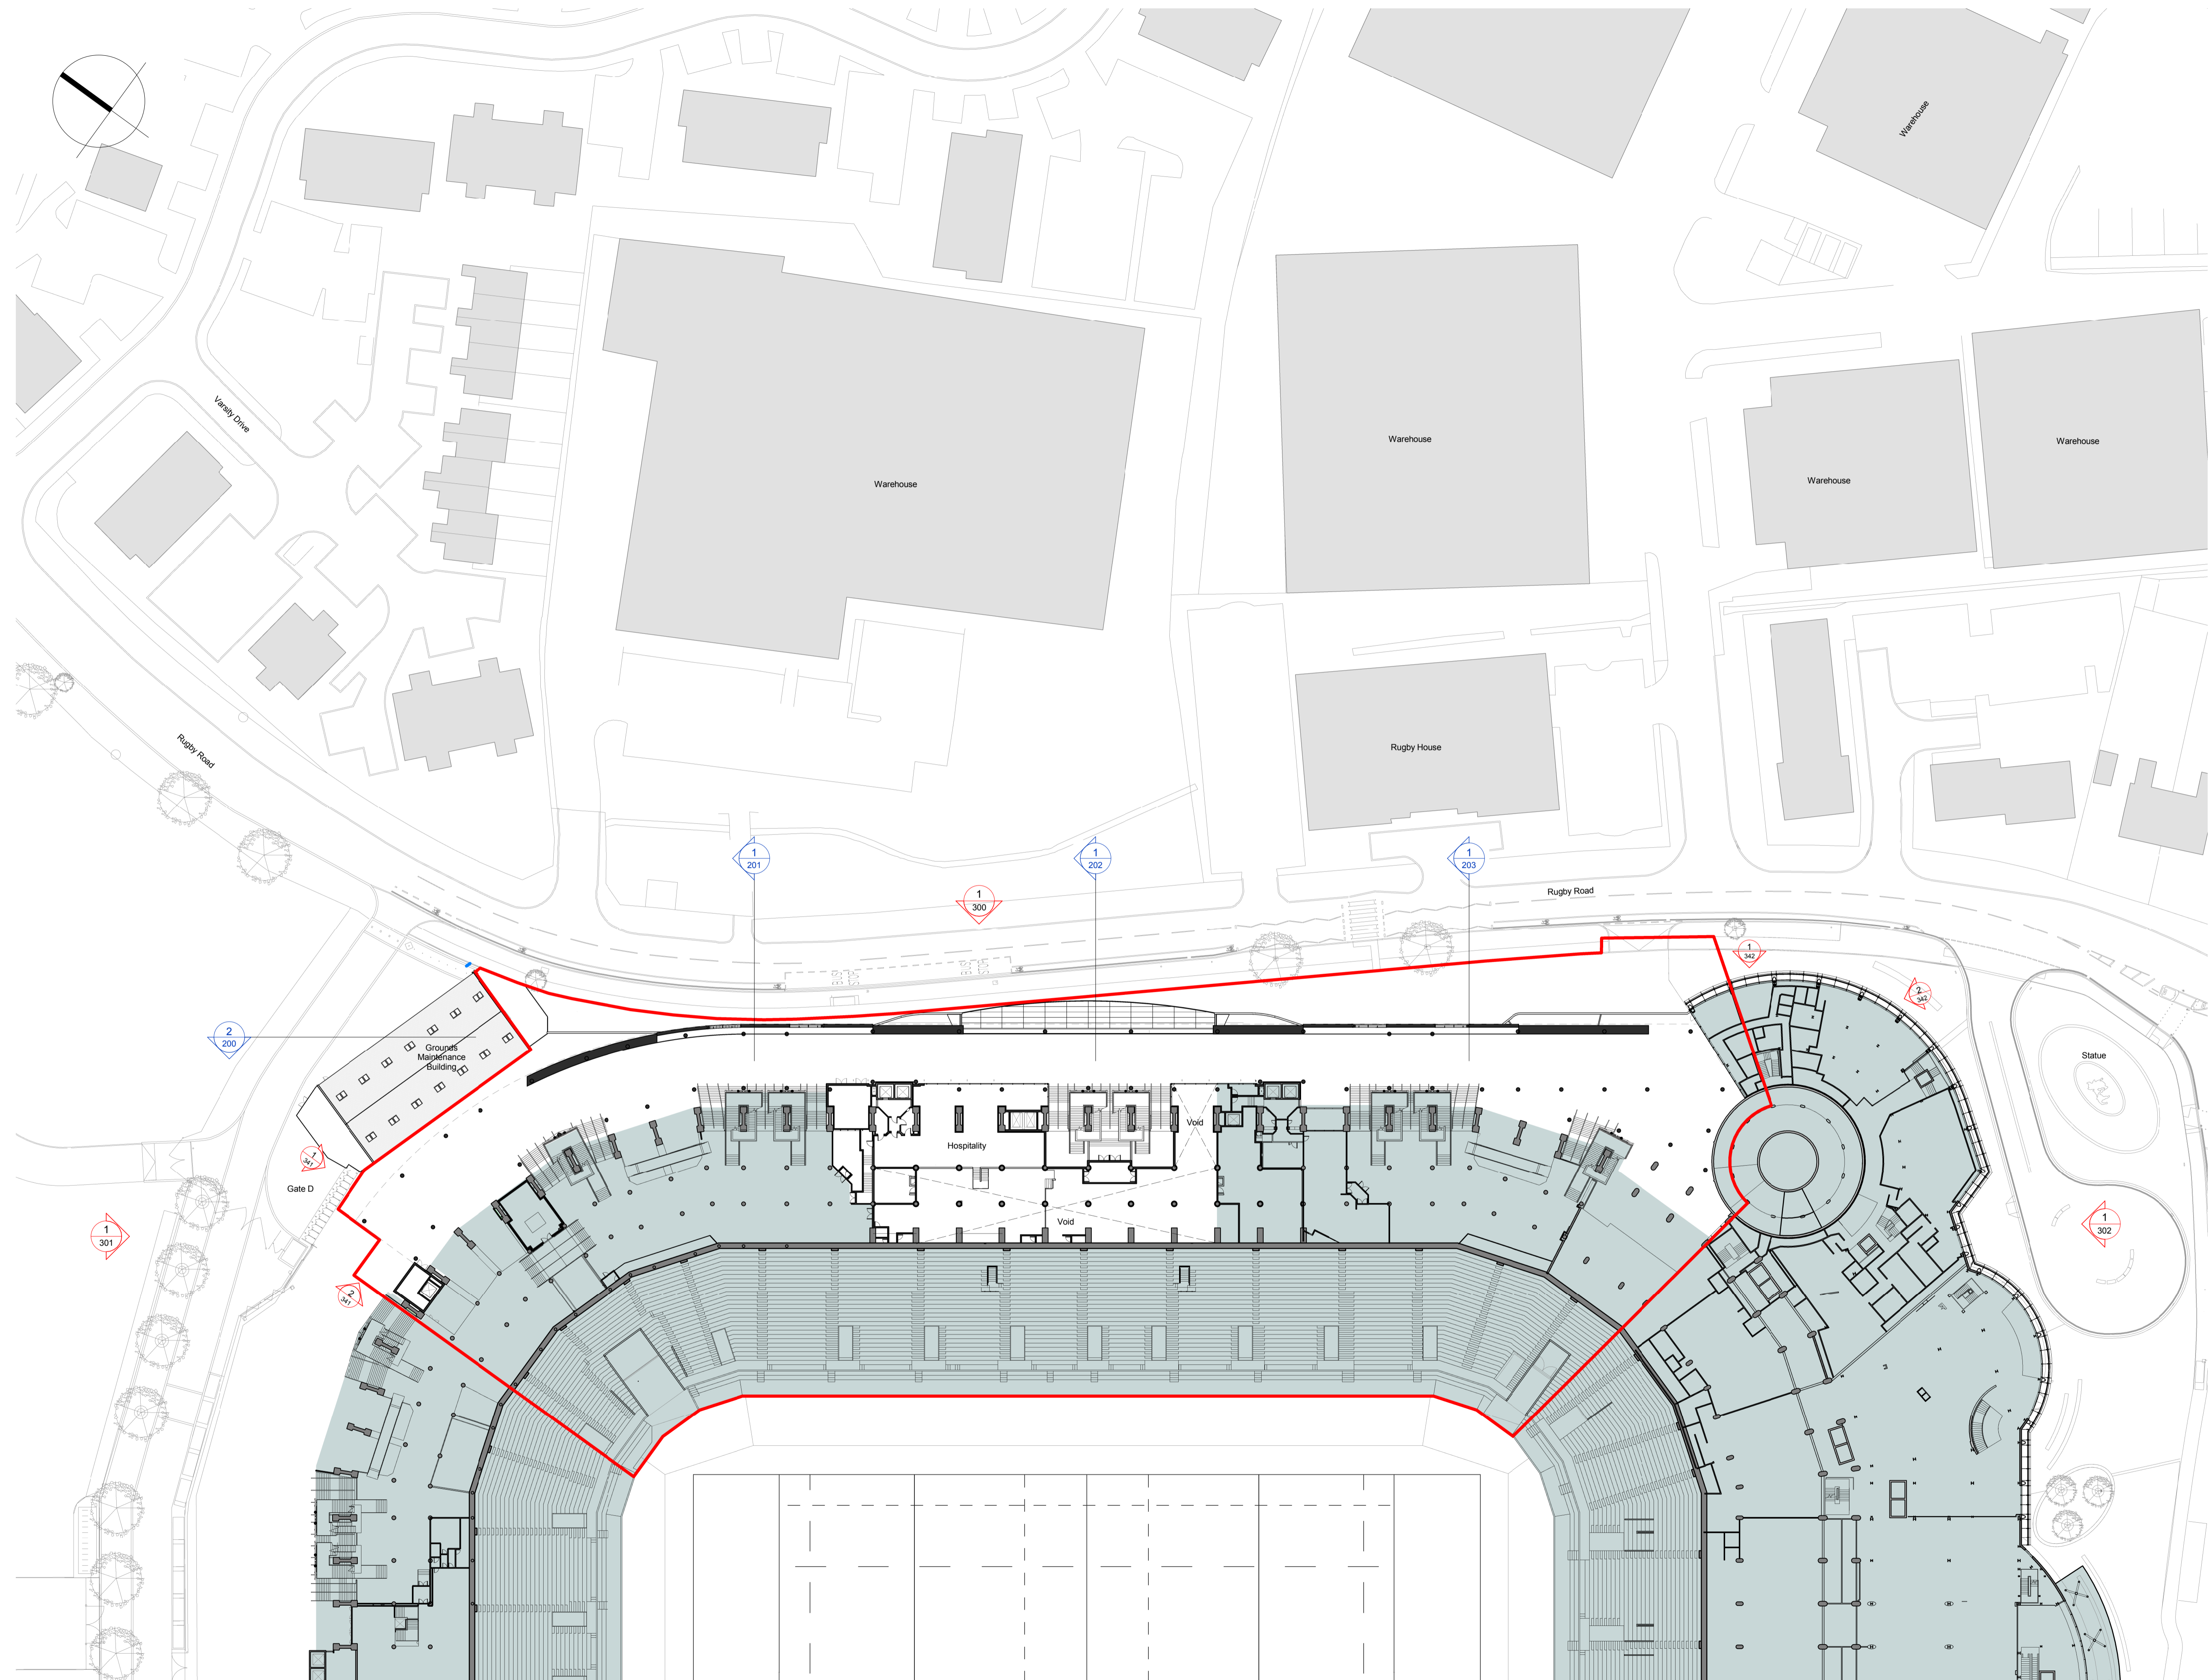 Warehouse
Varsity Drive
Warehouse
Warehouse
Warehouse
Warehouse
Rugby Road
Rugby House
1
201
1
202
1
203
1
300
Rugby Road
1
342
2
342
2
200
Grounds
Maintenance
Building
Statue
Void
Hospitality
1
341
Gate D
Void
1
301
1
302
2
341